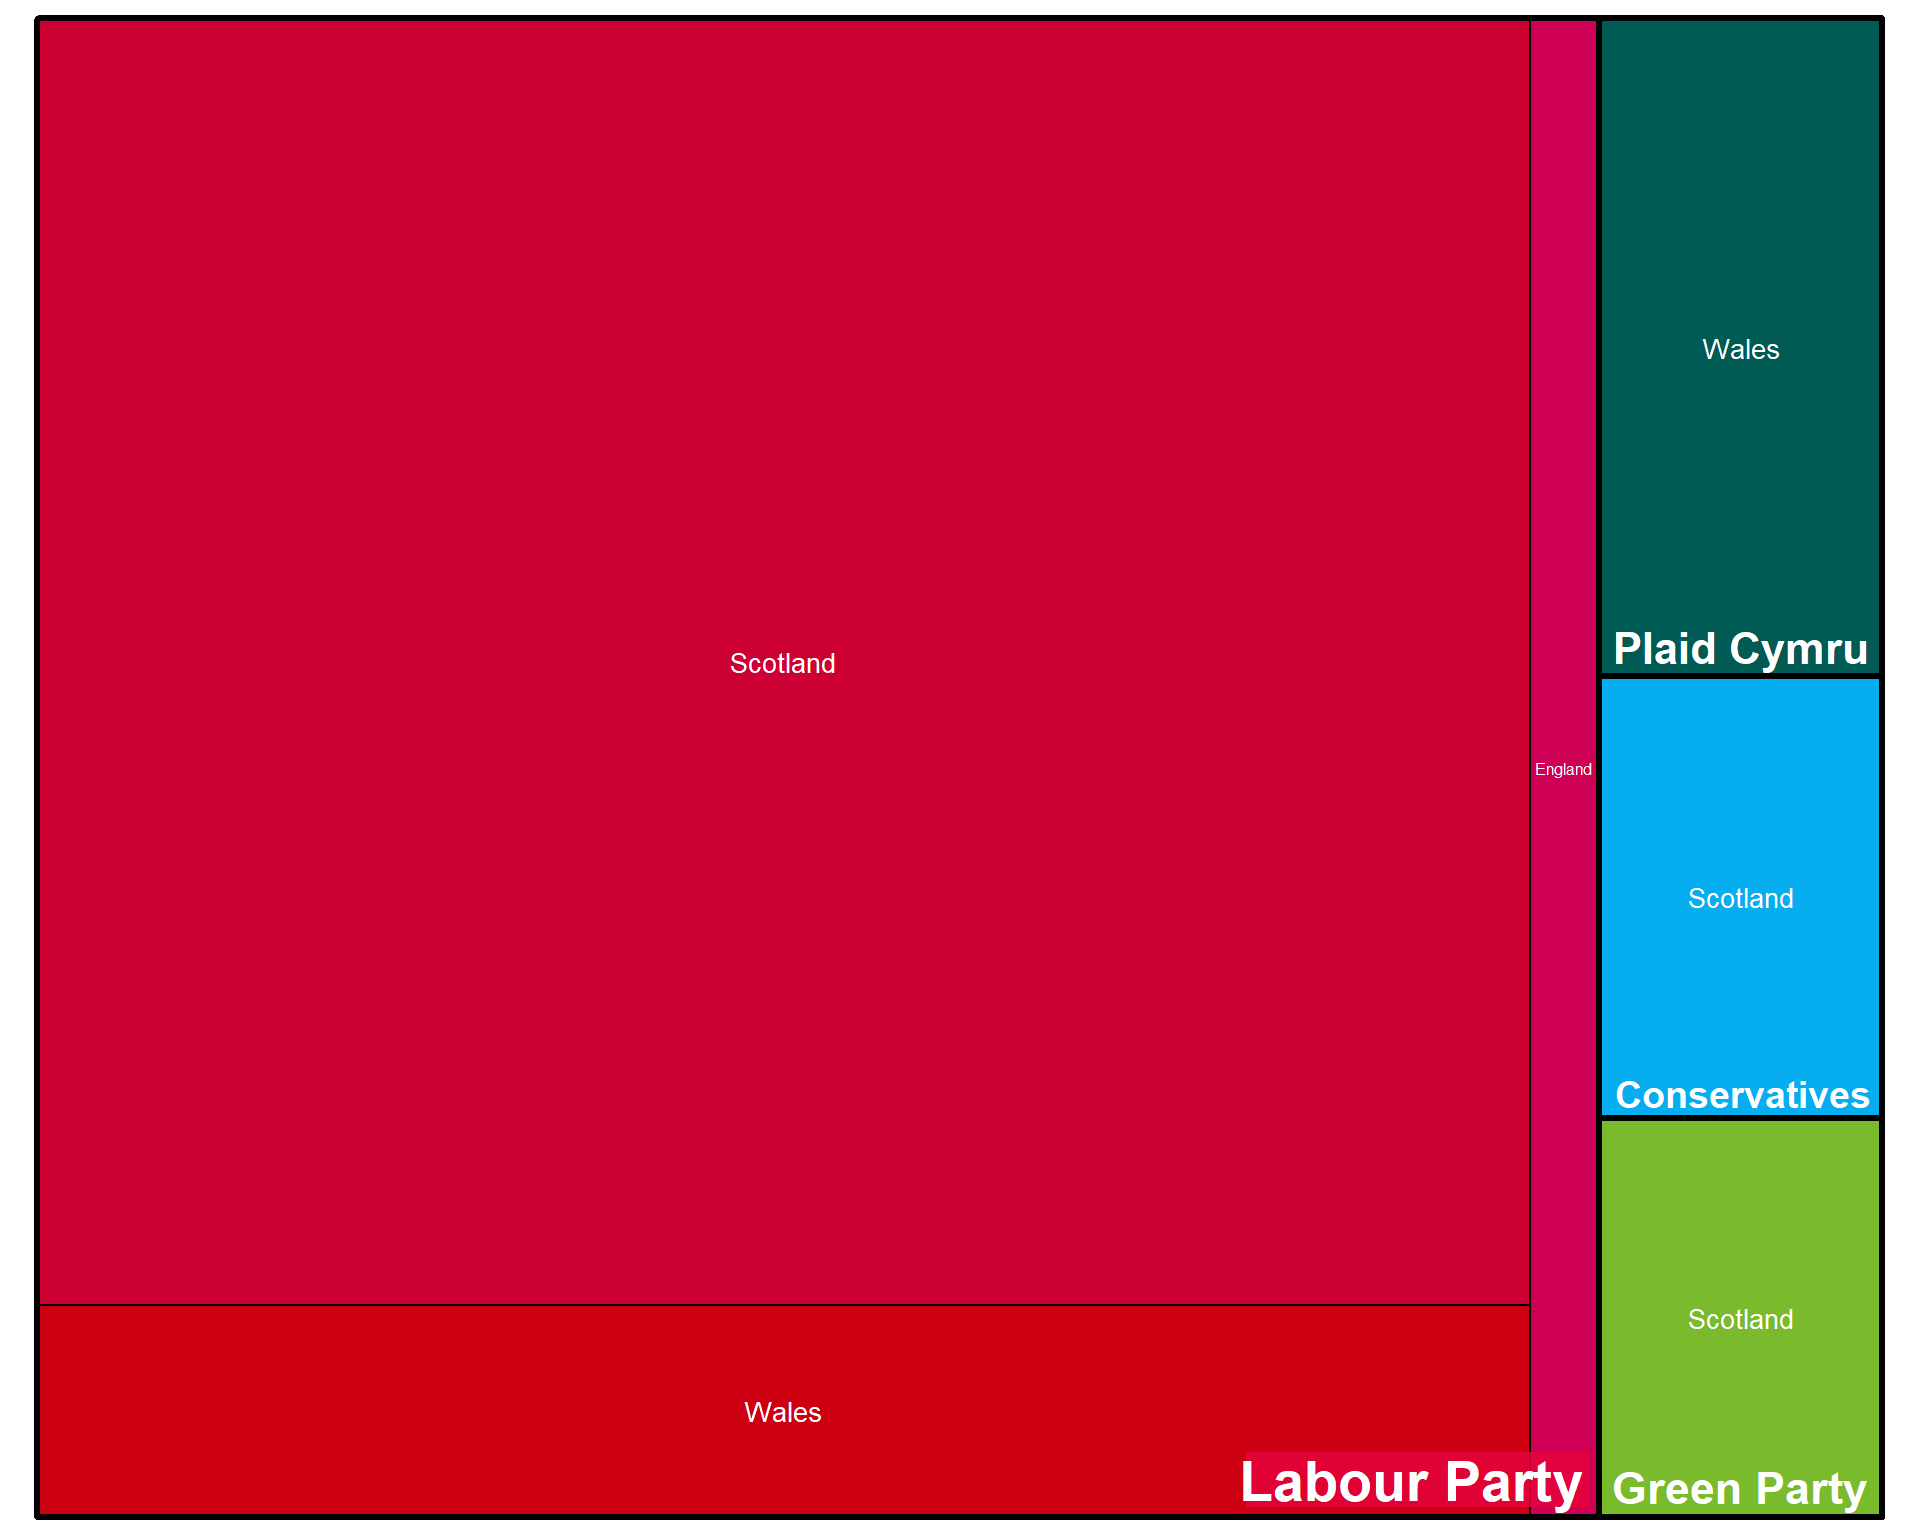 Scotland
Wales
England
Labour Party
Wales
Plaid Cymru
Scotland
Conservatives
Scotland
Green Party